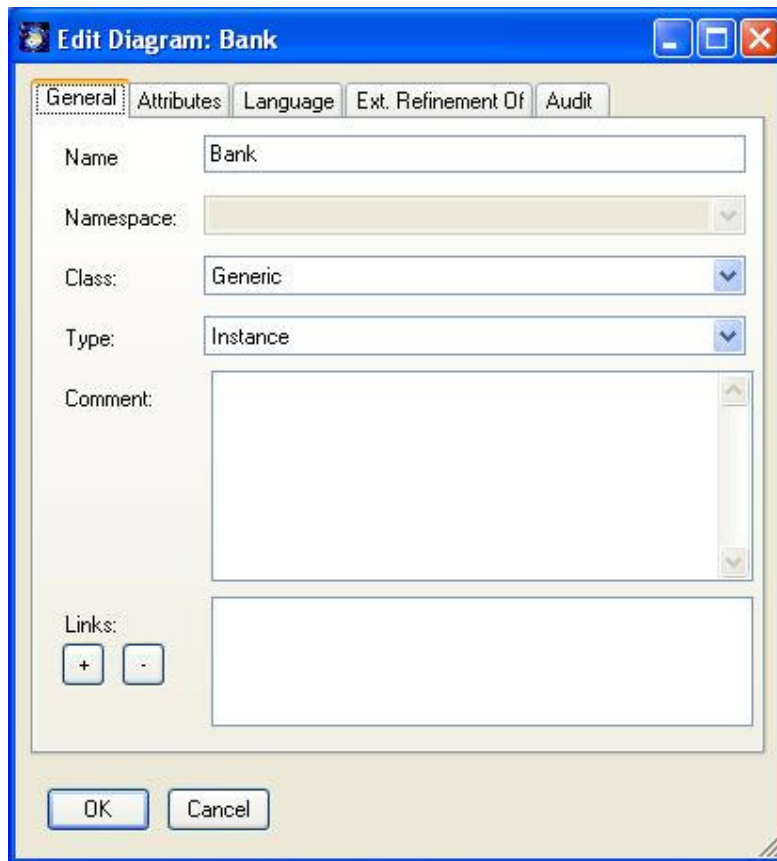 Edit Diagram: Bank
General Attributes Language Ext. Refinement Of Audit
Name Bank
Namespace:
Class: Generic
Type: Instance
Comment:
Links:
+ -
OK Cancel